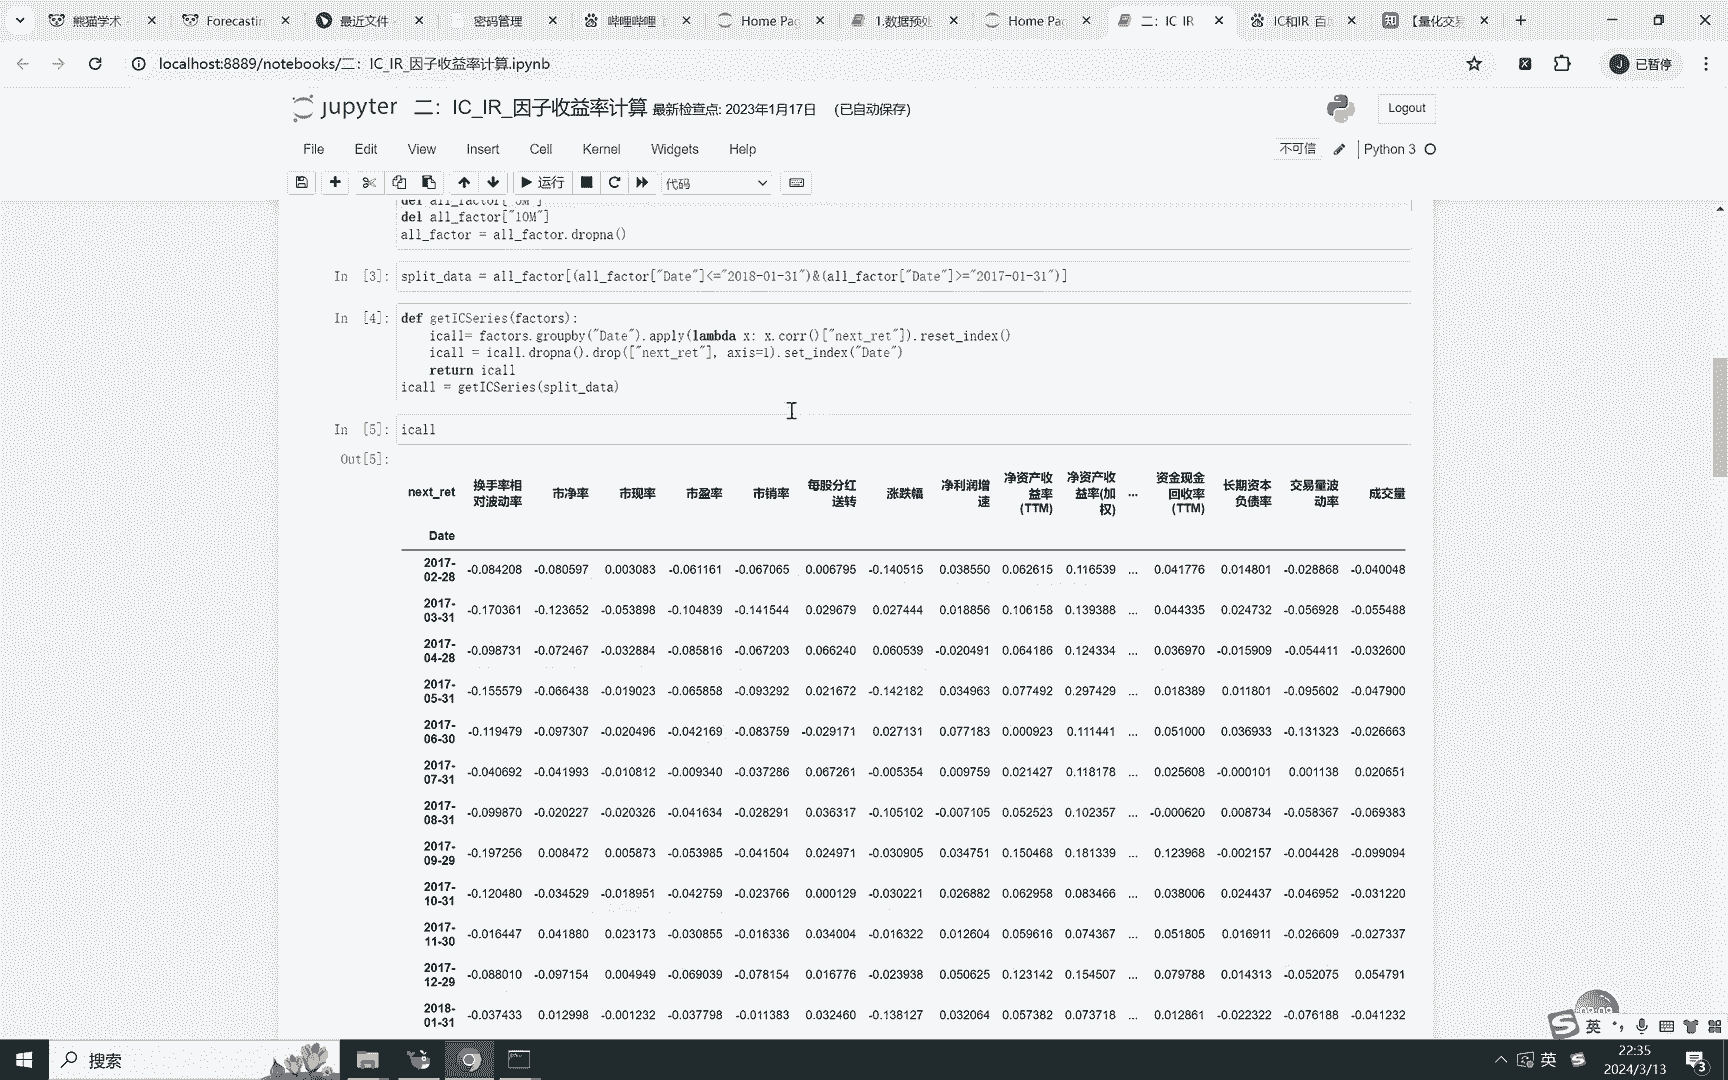 熊猫学术
Forecastin
最近文件
密码管理
哔哩哔哩
Home Pag
1.数据预处
Home Pag
二：IC_IR_
IC和IR_百度
【量化交易
localhost:8889/notebooks/二：IC_IR_因子收益率计算.ipynb
已暂停
jupyter 二：IC_IR_因子收益率计算 最新检查点: 2023年1月17日 (已自动保存)
Logout
File Edit View Insert Cell Kernel Widgets Help
不可信 Python 3
运行 代码
del all_factor["10M"]
all_factor = all_factor.dropna()
In [3]: split_data = all_factor[(all_factor["Date"]<="2018-01-31")&(all_factor["Date"]>="2017-01-31")]
In [4]: def getICSeries(factors):
icall= factors.groupby("Date").apply(lambda x: x.corr()["next_ret"]).reset_index()
icall = icall.dropna().drop(["next_ret"], axis=1).set_index("Date")
return icall
icall = getICSeries(split_data)
In [5]: icall
Out[5]:
next_ret 换手率相对波动率 市净率 市现率 市盈率 市销率 每股分红送转 涨跌幅 净利润增速 净资产收益率(TTM) 净资产收益率(加权) ... 资金现金回收率(TTM) 长期资本负债率 交易量波动率 成交量
Date
2017-02-28 -0.084208 -0.080597 0.003083 -0.061161 -0.067065 0.006795 -0.140515 0.038550 0.062615 0.116539 ... 0.041776 0.014801 -0.028868 -0.040048
2017-03-31 -0.170361 -0.123652 -0.053898 -0.104839 -0.141544 0.029679 0.027444 0.018856 0.106158 0.139388 ... 0.044335 0.024732 -0.056928 -0.055488
2017-04-28 -0.098731 -0.072467 -0.032884 -0.085816 -0.067203 0.066240 0.060539 -0.020491 0.064186 0.124334 ... 0.036970 -0.015909 -0.054411 -0.032600
2017-05-31 -0.155579 -0.066438 -0.019023 -0.065858 -0.093292 0.021672 -0.142182 0.034963 0.077492 0.297429 ... 0.018389 0.011801 -0.095602 -0.047900
2017-06-30 -0.119479 -0.097307 -0.020496 -0.042169 -0.083759 -0.029171 0.027131 0.077183 0.000923 0.111441 ... 0.051000 0.036933 -0.131323 -0.026663
2017-07-31 -0.040692 -0.041993 -0.010812 -0.009340 -0.037286 0.067261 -0.005354 0.009759 0.021427 0.118178 ... 0.025608 -0.000101 0.001138 0.020651
2017-08-31 -0.099870 -0.020227 -0.020326 -0.041634 -0.028291 0.036317 -0.105102 -0.007105 0.052523 0.102357 ... -0.000620 0.008734 -0.058367 -0.069383
2017-09-29 -0.197256 0.008472 0.005873 -0.053985 -0.041504 0.024971 -0.030905 0.034751 0.150468 0.181339 ... 0.123968 -0.002157 -0.004428 -0.099094
2017-10-31 -0.120480 -0.034529 -0.018951 -0.042759 -0.023766 0.000129 -0.030221 0.026882 0.062958 0.083466 ... 0.038006 0.024437 -0.046952 -0.031220
2017-11-30 -0.016447 0.041880 0.023173 -0.030855 -0.016336 0.034004 -0.016322 0.012604 0.059616 0.074367 ... 0.051805 0.016911 -0.026609 -0.027337
2017-12-29 -0.088010 -0.097154 0.004949 -0.069039 -0.078154 0.016776 -0.023938 0.050625 0.123142 0.154507 ... 0.079788 0.014313 -0.052075 0.054791
2018-01-31 -0.037433 0.012998 -0.001232 -0.037798 -0.011383 0.032460 -0.138127 0.032064 0.057382 0.073718 ... 0.012861 -0.022322 -0.076188 -0.041232
英
搜索
英
22:35
2024/3/13
3